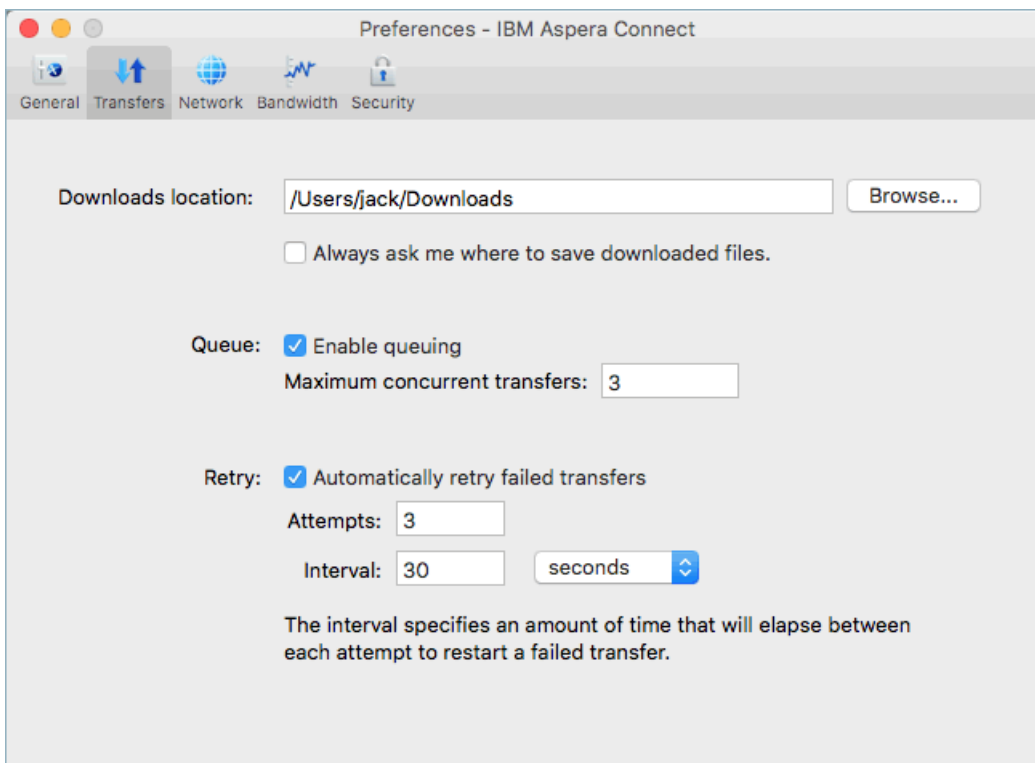 Preferences - IBM Aspera Connect
General Transfers Network Bandwidth Security
Downloads location: /Users/jack/Downloads Browse...
Always ask me where to save downloaded files.
Queue: Enable queuing
Maximum concurrent transfers: 3
Retry: Automatically retry failed transfers
Attempts: 3
Interval: 30 seconds
The interval specifies an amount of time that will elapse between
each attempt to restart a failed transfer.